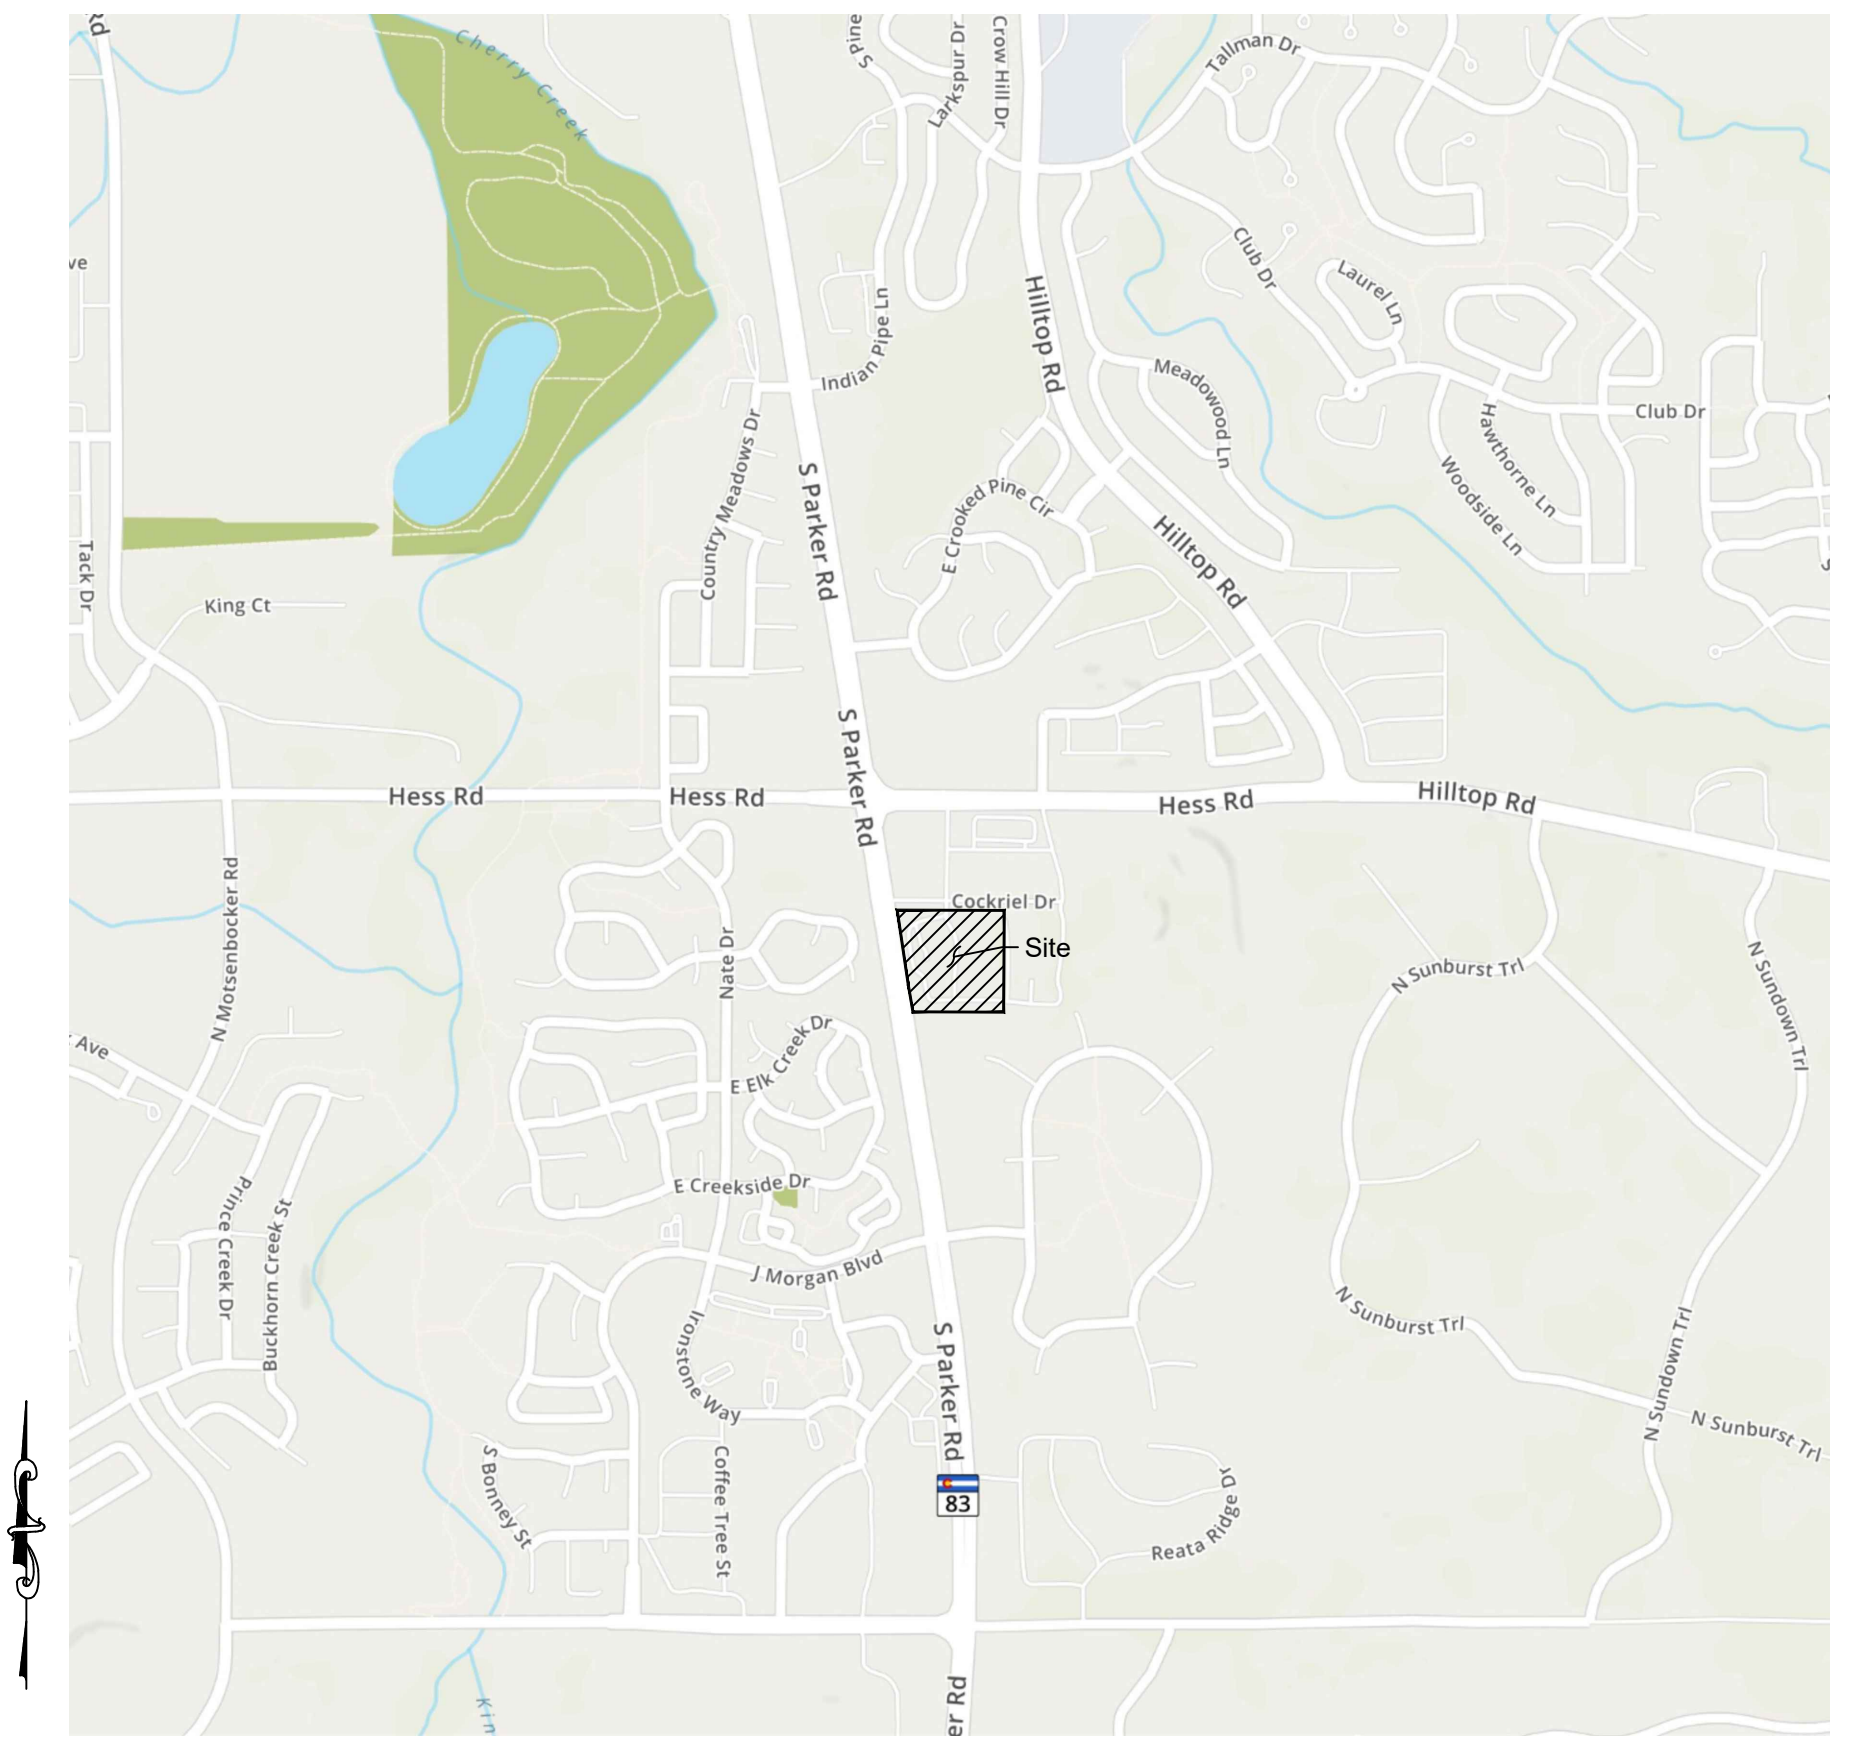 Rd
Cherry Creek
S Pine
Larkspur Dr
Crow Hill Dr
Tallman Dr
ve
Club Dr
Laurel Ln
Indian Pipe Ln
Hilltop Rd
Meadowood Ln
Club Dr
Hawthorne Ln
Woodside Ln
Country Meadows Dr
S Parker Rd
E Crooked Pine Cir
Hilltop Rd
Tack Dr
King Ct
S Parker Rd
Hess Rd
Hess Rd
Hess Rd
Hilltop Rd
N Motsenbocker Rd
Cockriel Dr
Nate Dr
Site
N Sunburst Trl
N Sundown Trl
Ave
E Elk Creek Dr
E Creekside Dr
Prince Creek Dr
Buckhorn Creek St
J Morgan Blvd
Ironstone Way
S Parker Rd
N Sunburst Trl
N Sundown Trl
N Sunburst Trl
S Bonney St
Coffee Tree St
83
Reata Ridge Dr
Kin
er Rd